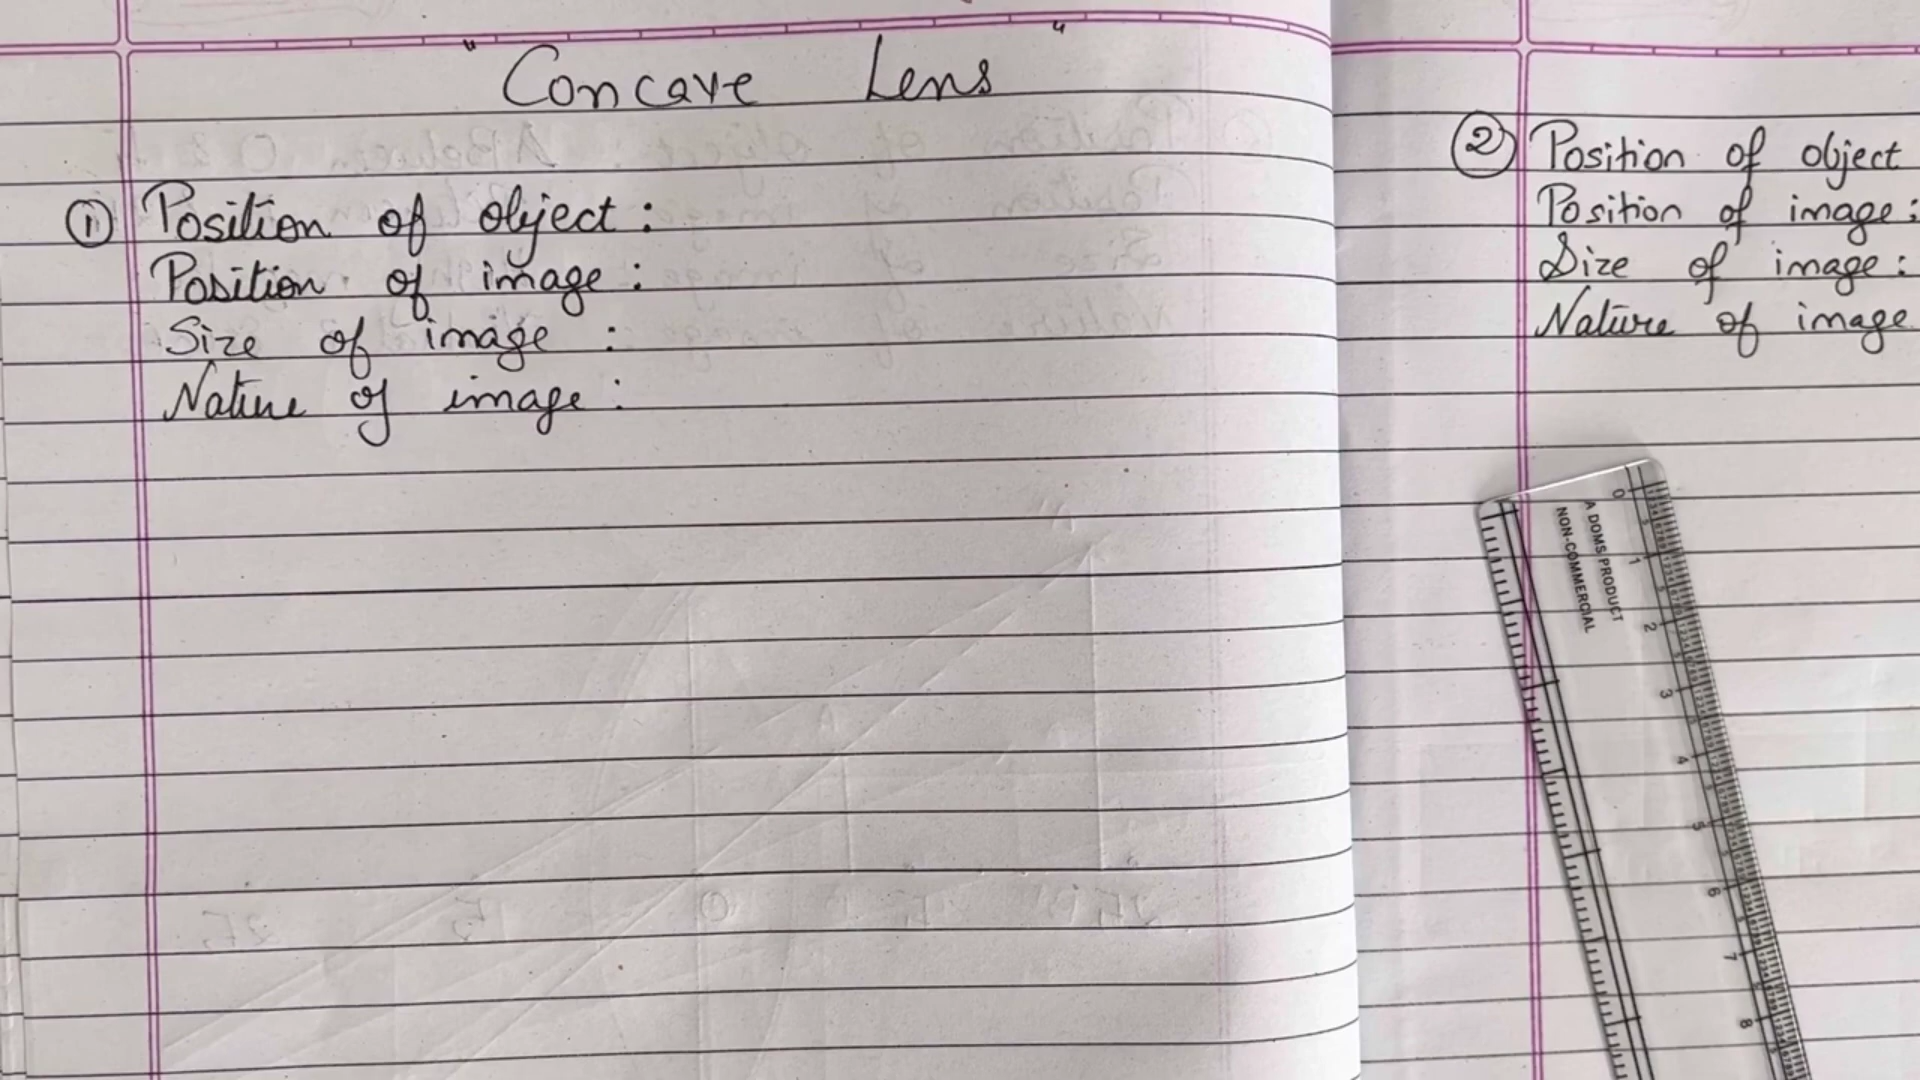 "Concave Lens"
① Position of object :
Position of image :
Size of image :
Nature of image :
② Position of object
Position of image :
Size of image :
Nature of image
A DOMS PRODUCT
NON-COMMERCIAL
0
1
2
3
4
5
6
7
8